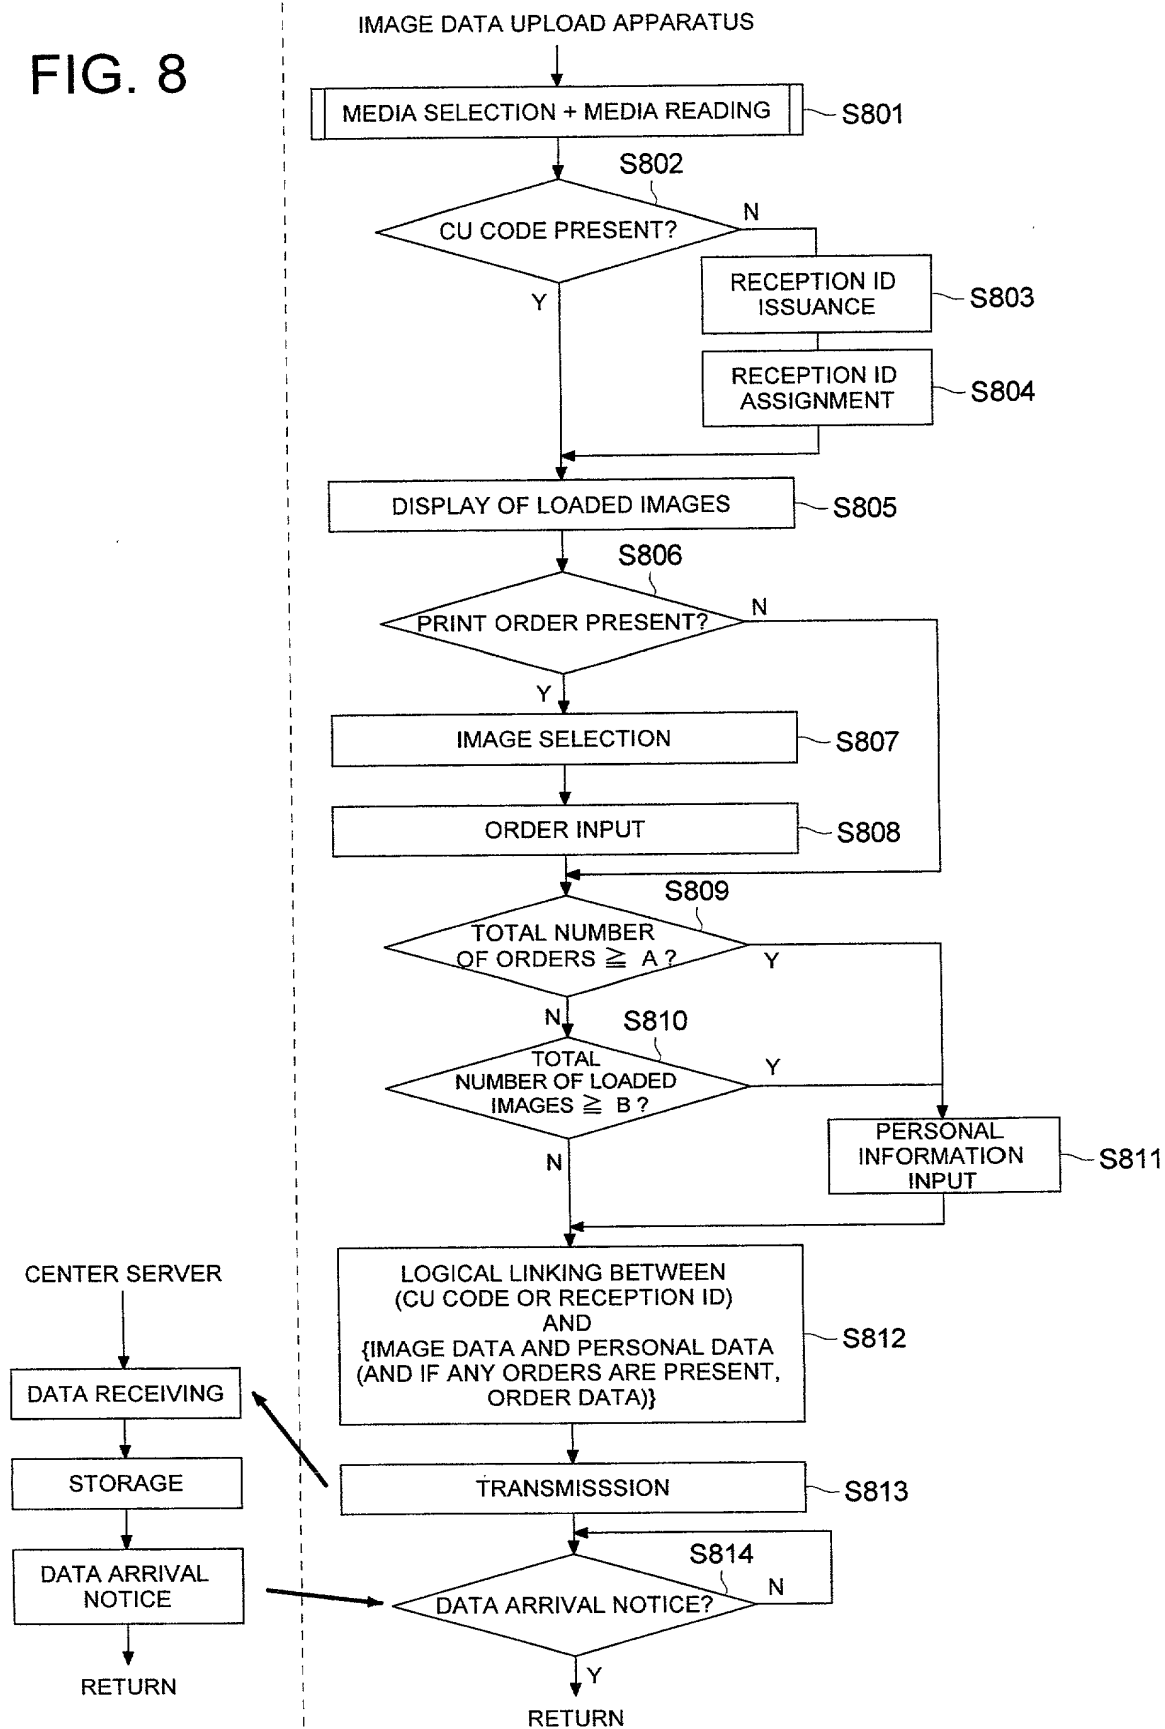 FIG. 8
IMAGE DATA UPLOAD APPARATUS
MEDIA SELECTION + MEDIA READING
S801
S802
CU CODE PRESENT?
N
Y
RECEPTION ID
ISSUANCE
S803
RECEPTION ID
ASSIGNMENT
S804
DISPLAY OF LOADED IMAGES
S805
S806
PRINT ORDER PRESENT?
N
Y
IMAGE SELECTION
S807
ORDER INPUT
S808
S809
TOTAL NUMBER
OF ORDERS ≧ A ?
Y
N
S810
TOTAL
NUMBER OF LOADED
IMAGES ≧ B ?
Y
N
PERSONAL
INFORMATION
INPUT
S811
LOGICAL LINKING BETWEEN
(CU CODE OR RECEPTION ID)
AND
{IMAGE DATA AND PERSONAL DATA
(AND IF ANY ORDERS ARE PRESENT,
ORDER DATA)}
S812
TRANSMISSSION
S813
S814
DATA ARRIVAL NOTICE?
N
Y
RETURN
CENTER SERVER
DATA RECEIVING
STORAGE
DATA ARRIVAL
NOTICE
RETURN